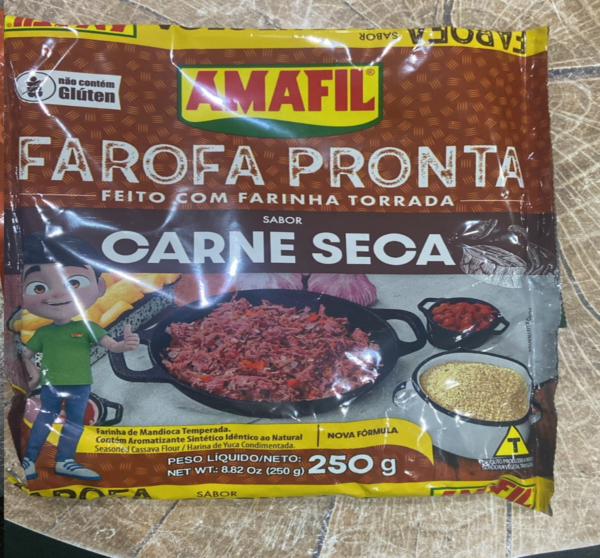 SABOR FAROFA
não contém
Glúten
AMAFIL®
FAROFA PRONTA
FEITO COM FARINHA TORRADA
SABOR
CARNE SECA
Farinha de Mandioca Temperada.
Contém Aromatizante Sintético Idêntico ao Natural
Seasoned Cassava Flour / Harina de Yuca Condimentada.
NOVA FÓRMULA
PESO LÍQUIDO/NETO:
NET WT.: 8.82 Oz (250 g)
250 g
T
FAROFA SABOR AMAFIL